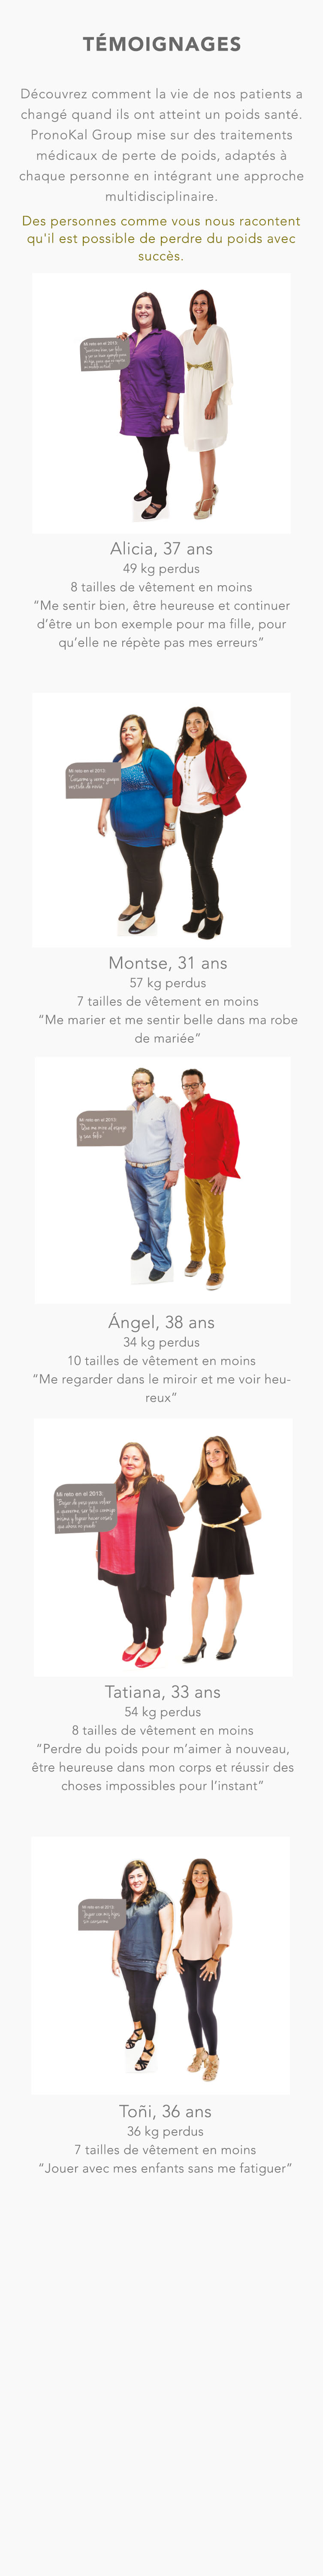 TÉMOIGNAGES
Découvrez comment la vie de nos patients a
changé quand ils ont atteint un poids santé.
PronoKal Group mise sur des traitements
médicaux de perte de poids, adaptés à
chaque personne en intégrant une approche
multidisciplinaire.
Des personnes comme vous nous racontent
qu'il est possible de perdre du poids avec
succès.
Mi reto en el 2013:
Alicia, 37 ans
49 kg perdus
8 tailles de vêtement en moins
“Me sentir bien, être heureuse et continuer
d’être un bon exemple pour ma fille, pour
qu’elle ne répète pas mes erreurs”
Mi reto en el 2013:
"Casarme y verme guapa
vestida de novia"
Montse, 31 ans
57 kg perdus
7 tailles de vêtement en moins
“Me marier et me sentir belle dans ma robe
de mariée”
Mi reto en el 2013:
"Que me mire al espejo
y sea feliz"
Ángel, 38 ans
34 kg perdus
10 tailles de vêtement en moins
“Me regarder dans le miroir et me voir heu-
reux”
Mi reto en el 2013:
"Bajar de peso para volver
a quererme, ser feliz conmigo
misma y lograr hacer cosas
que ahora no puedo"
Tatiana, 33 ans
54 kg perdus
8 tailles de vêtement en moins
“Perdre du poids pour m’aimer à nouveau,
être heureuse dans mon corps et réussir des
choses impossibles pour l’instant”
Mi reto en el 2013:
"Jugar con mis hijos
sin cansarme"
Toñi, 36 ans
36 kg perdus
7 tailles de vêtement en moins
“Jouer avec mes enfants sans me fatiguer”